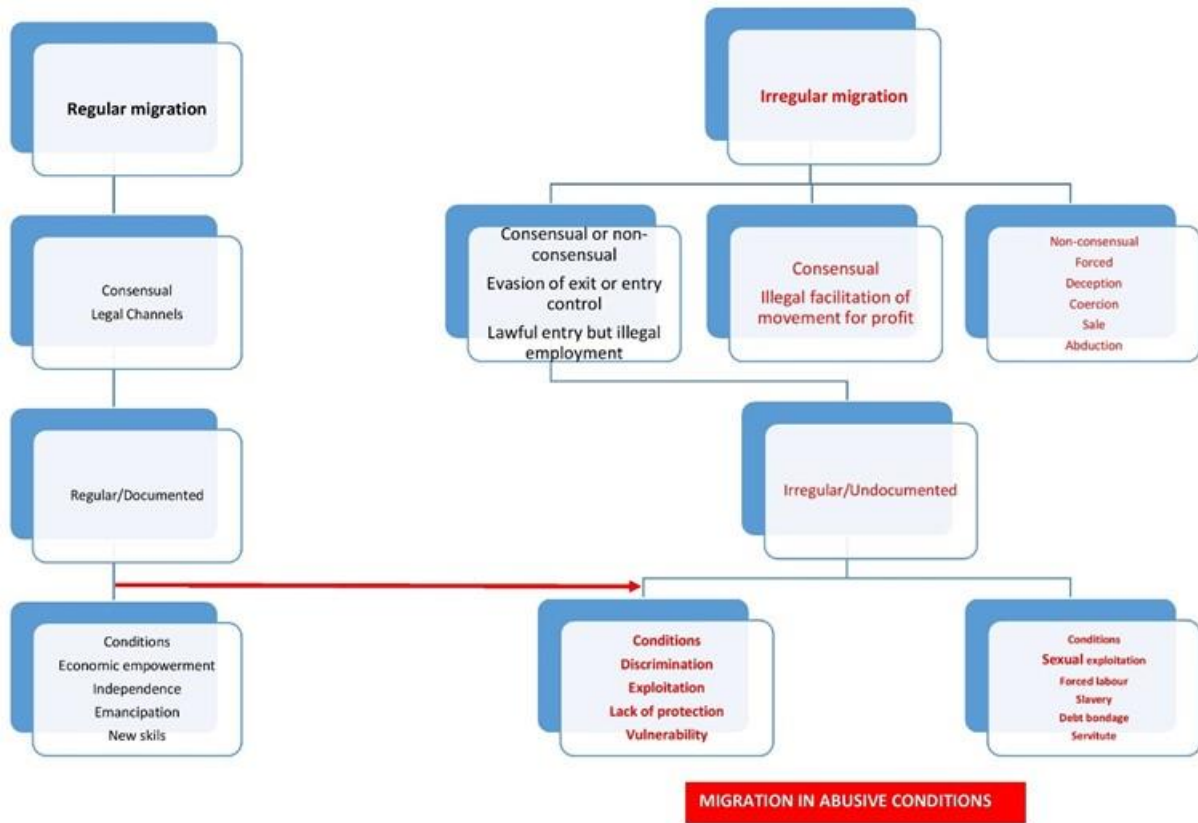 Regular migration
Consensual
Legal Channels
Regular/Documented
Conditions
Economic empowerment
Independence
Emancipation
New skils
Irregular migration
Consensual or non-
consensual
Evasion of exit or entry
control
Lawful entry but illegal
employment
Consensual
Illegal facilitation of
movement for profit
Non-consensual
Forced
Deception
Coercion
Sale
Abduction
Irregular/Undocumented
Conditions
Discrimination
Exploitation
Lack of protection
Vulnerability
Conditions
Sexual exploitation
Forced labour
Slavery
Debt bondage
Servitute
MIGRATION IN ABUSIVE CONDITIONS